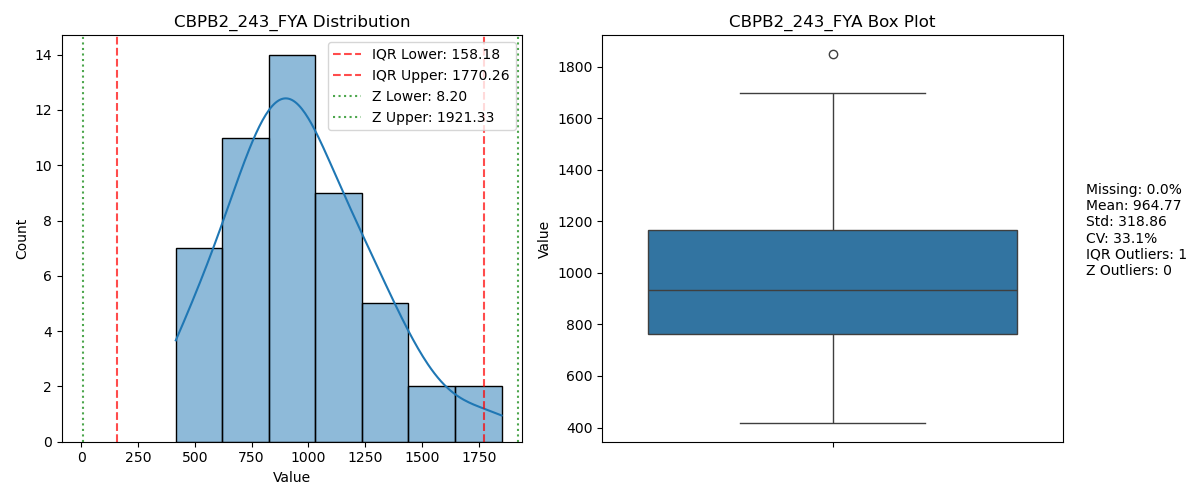 CBPB2_243_FYA Distribution
IQR Lower: 158.18
IQR Upper: 1770.26
Z Lower: 8.20
Z Upper: 1921.33
14
12
10
8
6
4
2
0
Count
0 250 500 750 1000 1250 1500 1750
Value
CBPB2_243_FYA Box Plot
1800
1600
1400
1200
1000
800
600
400
Value
Missing: 0.0%
Mean: 964.77
Std: 318.86
CV: 33.1%
IQR Outliers: 1
Z Outliers: 0